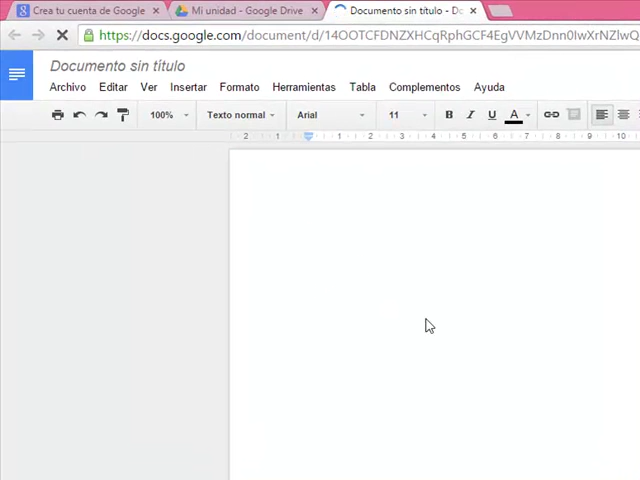 Crea tu cuenta de Google
Mi unidad - Google Drive
Documento sin título - Do
https://docs.google.com/document/d/14OOTCFDNZXHCqRphGCF4EgVVMzDnn0IwXrNZlwQ
Documento sin título
Archivo Editar Ver Insertar Formato Herramientas Tabla Complementos Ayuda
100% Texto normal Arial 11 B I U A
2 1 1 2 3 4 5 6 7 8 9 10